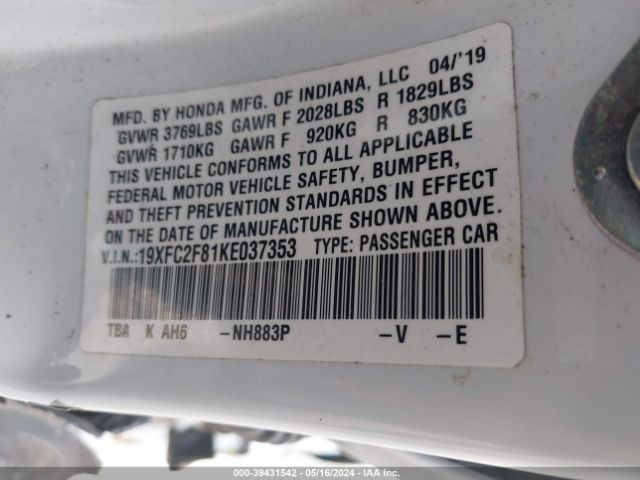 MFD. BY HONDA MFG. OF INDIANA, LLC 04/'19
GVWR 3769LBS GAWR F 2028LBS R 1829LBS
GVWR 1710KG GAWR F 920KG R 830KG
THIS VEHICLE CONFORMS TO ALL APPLICABLE
FEDERAL MOTOR VEHICLE SAFETY, BUMPER,
AND THEFT PREVENTION STANDARDS IN EFFECT
ON THE DATE OF MANUFACTURE SHOWN ABOVE.
V.I.N.:19XFC2F81KE037353 TYPE: PASSENGER CAR
TBA K AH6 –NH883P –V –E
000-39431542 - 05/16/2024 - IAA Inc.